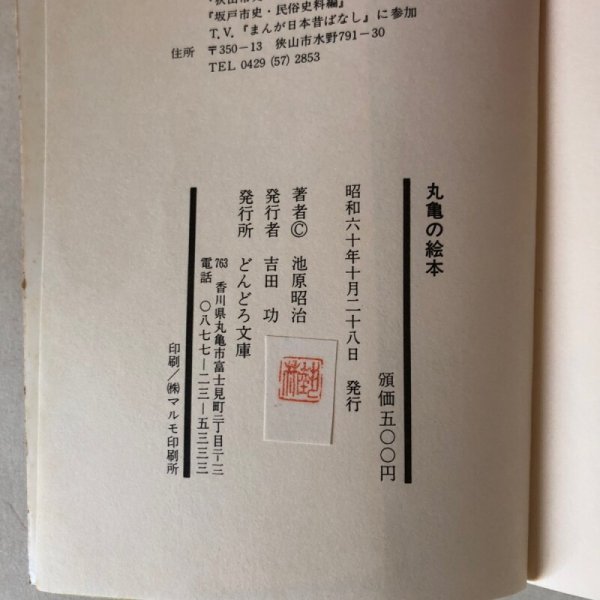 『坂戸市史・民俗史料編』
T.V.『まんが日本昔ばなし』に参加
住所 〒350-13 狭山市水野791-30
TEL 0429 (57) 2853
丸亀の絵本
頒価五〇〇円
昭和六十年十月二十八日 発行
著者© 池原昭治
発行者 吉田 功
発行所 どんどろ文庫
763 香川県丸亀市富士見町二丁目二-一三
電話 〇八七七-二三-五三三三
印刷/㈱マルモ印刷所